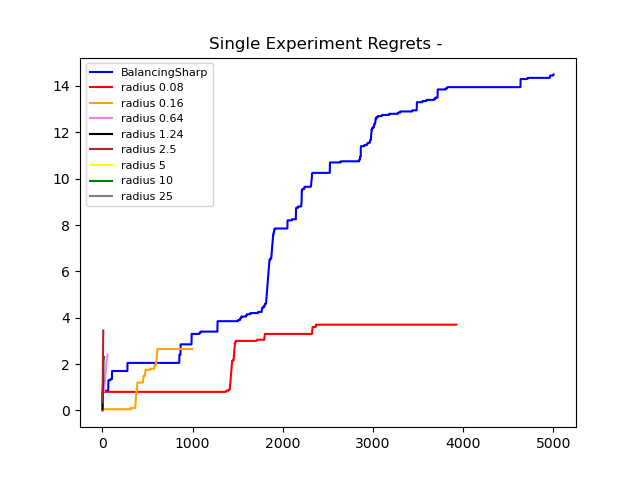 Single Experiment Regrets -
BalancingSharp
radius 0.08
radius 0.16
radius 0.64
radius 1.24
radius 2.5
radius 5
radius 10
radius 25
14
12
10
8
6
4
2
0
0 1000 2000 3000 4000 5000